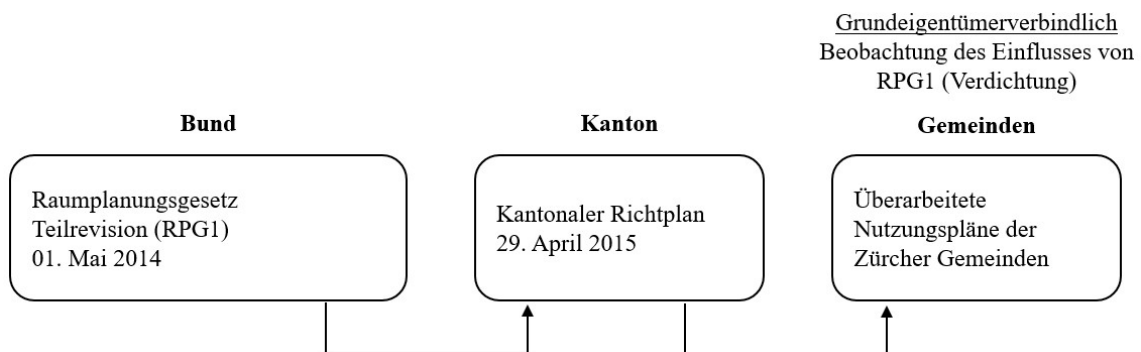 Grundeigentümerverbindlich
Beobachtung des Einflusses von
RPG1 (Verdichtung)
Bund
Kanton
Gemeinden
Raumplanungsgesetz
Teilrevision (RPG1)
01. Mai 2014
Kantonaler Richtplan
29. April 2015
Überarbeitete
Nutzungspläne der
Zürcher Gemeinden